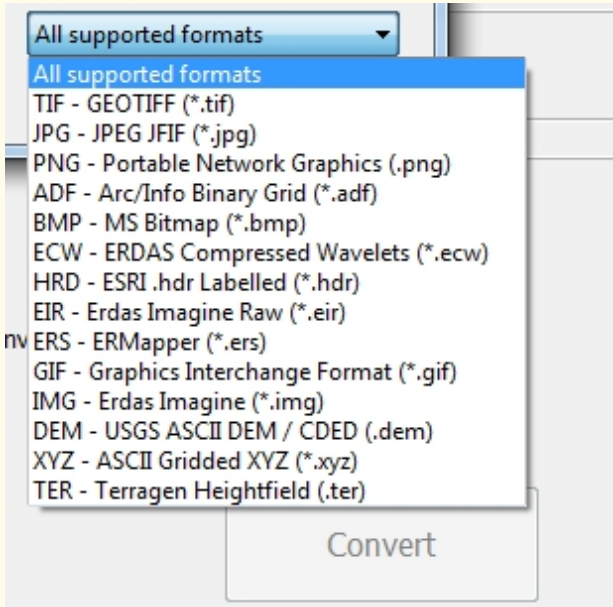 All supported formats
All supported formats
TIF - GEOTIFF (*.tif)
JPG - JPEG JFIF (*.jpg)
PNG - Portable Network Graphics (.png)
ADF - Arc/Info Binary Grid (*.adf)
BMP - MS Bitmap (*.bmp)
ECW - ERDAS Compressed Wavelets (*.ecw)
HRD - ESRI .hdr Labelled (*.hdr)
EIR - Erdas Imagine Raw (*.eir)
ERS - ERMapper (*.ers)
GIF - Graphics Interchange Format (*.gif)
IMG - Erdas Imagine (*.img)
DEM - USGS ASCII DEM / CDED (.dem)
XYZ - ASCII Gridded XYZ (*.xyz)
TER - Terragen Heightfield (.ter)
Convert